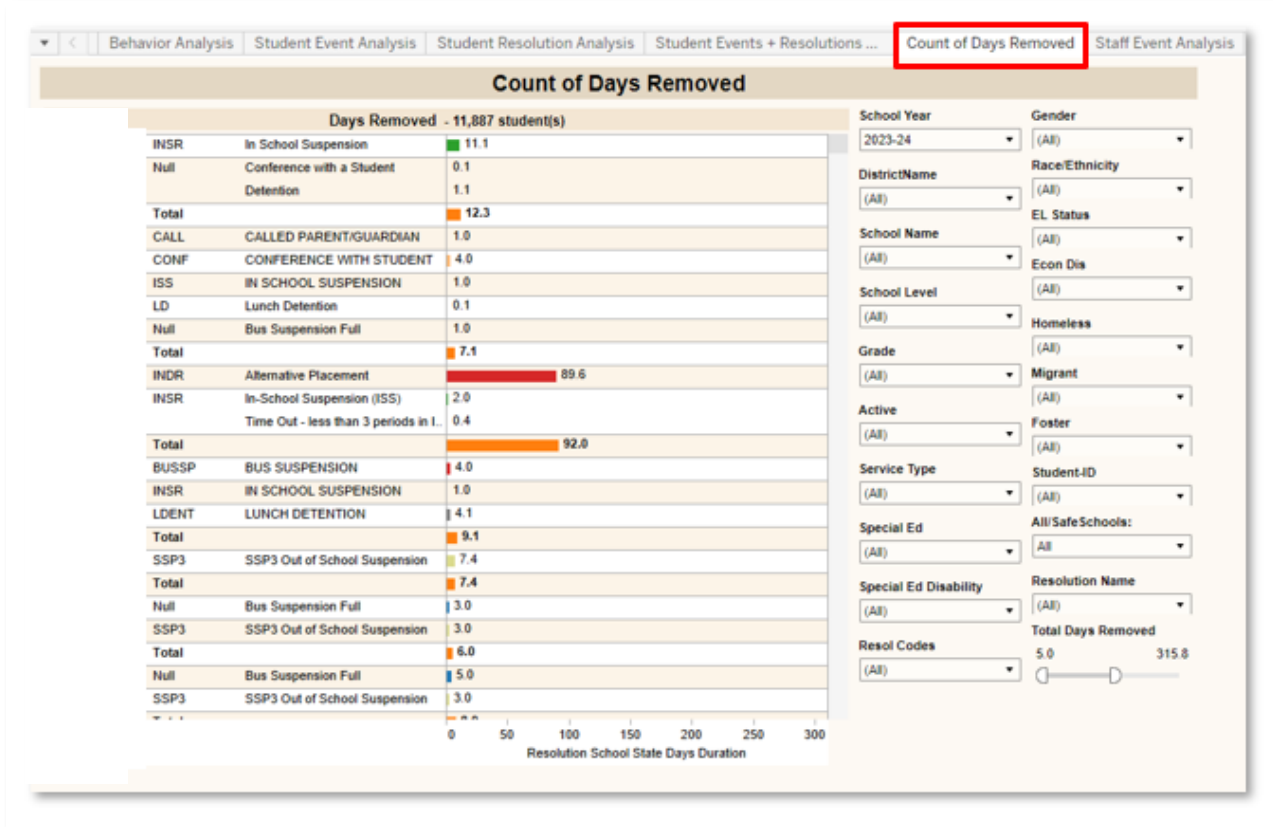 Behavior Analysis Student Event Analysis Student Resolution Analysis Student Events + Resolutions ... Count of Days Removed Staff Event Analysis
Count of Days Removed
Days Removed - 11,887 student(s)
INSR In School Suspension 11.1
Null Conference with a Student 0.1
Detention 1.1
Total 12.3
CALL CALLED PARENT/GUARDIAN 1.0
CONF CONFERENCE WITH STUDENT 4.0
ISS IN SCHOOL SUSPENSION 1.0
LD Lunch Detention 0.1
Null Bus Suspension Full 1.0
Total 7.1
INDR Alternative Placement 89.6
INSR In-School Suspension (ISS) 2.0
Time Out - less than 3 periods in I.. 0.4
Total 92.0
BUSSP BUS SUSPENSION 4.0
INSR IN SCHOOL SUSPENSION 1.0
LDENT LUNCH DETENTION 4.1
Total 9.1
SSP3 SSP3 Out of School Suspension 7.4
Total 7.4
Null Bus Suspension Full 3.0
SSP3 SSP3 Out of School Suspension 3.0
Total 6.0
Null Bus Suspension Full 5.0
SSP3 SSP3 Out of School Suspension 3.0
0 50 100 150 200 250 300
Resolution School State Days Duration
School Year
2023-24
DistrictName
(All)
School Name
(All)
School Level
(All)
Grade
(All)
Active
(All)
Service Type
(All)
Special Ed
(All)
Special Ed Disability
(All)
Resol Codes
(All)
Gender
(All)
Race/Ethnicity
(All)
EL Status
(All)
Econ Dis
(All)
Homeless
(All)
Migrant
(All)
Foster
(All)
Student-ID
(All)
All/SafeSchools:
All
Resolution Name
(All)
Total Days Removed
5.0 315.8